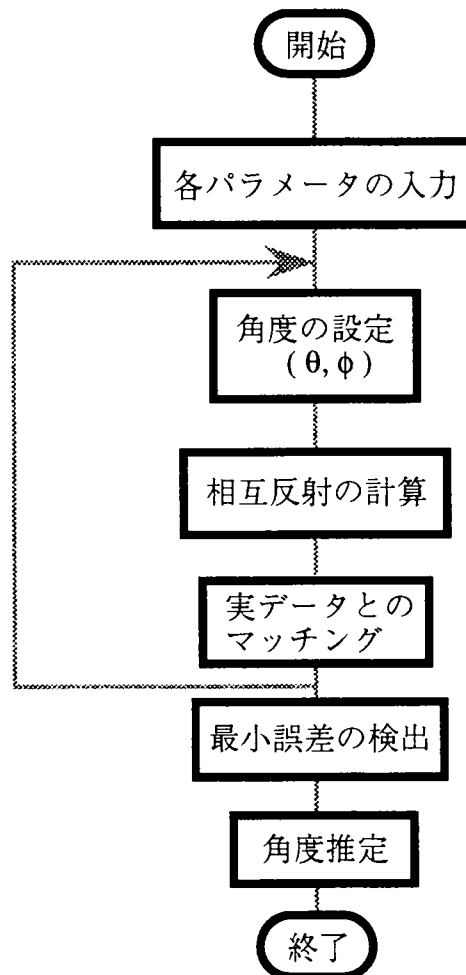 開始
各パラメータの入力
角度の設定
(θ,φ)
相互反射の計算
実データとの
マッチング
最小誤差の検出
角度推定
終了